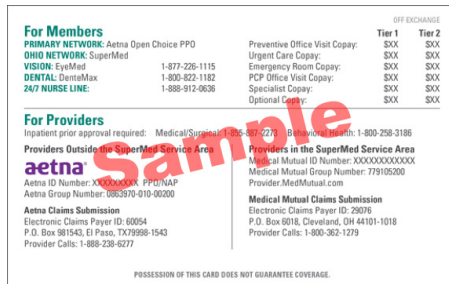 OFF EXCHANGE
For Members
Tier 1 Tier 2
PRIMARY NETWORK: Aetna Open Choice PPO
OHIO NETWORK: SuperMed
VISION: EyeMed 1-877-226-1115
DENTAL: DenteMax 1-800-822-1182
24/7 NURSE LINE: 1-888-912-0636
Preventive Office Visit Copay: $XX $XX
Urgent Care Copay: $XX $XX
Emergency Room Copay: $XX $XX
PCP Office Visit Copay: $XX $XX
Specialist Copay: $XX $XX
Optional Copay: $XX $XX
For Providers
Inpatient prior approval required: Medical/Surgical: 1-855-887-2273 Behavioral Health: 1-800-258-3186
Providers Outside the SuperMed Service Area
aetna
Aetna ID Number: XXXXXXXXX PPO/NAP
Aetna Group Number: 0863970-010-00200
Aetna Claims Submission
Electronic Claims Payer ID: 60054
P.O. Box 981543, El Paso, TX79998-1543
Provider Calls: 1-888-238-6277
Providers in the SuperMed Service Area
Medical Mutual ID Number: XXXXXXXXXXXX
Medical Mutual Group Number: 779105200
Provider.MedMutual.com
Medical Mutual Claims Submission
Electronic Claims Payer ID: 29076
P.O. Box 6018, Cleveland, OH 44101-1018
Provider Calls: 1-800-362-1279
Sample
POSSESSION OF THIS CARD DOES NOT GUARANTEE COVERAGE.